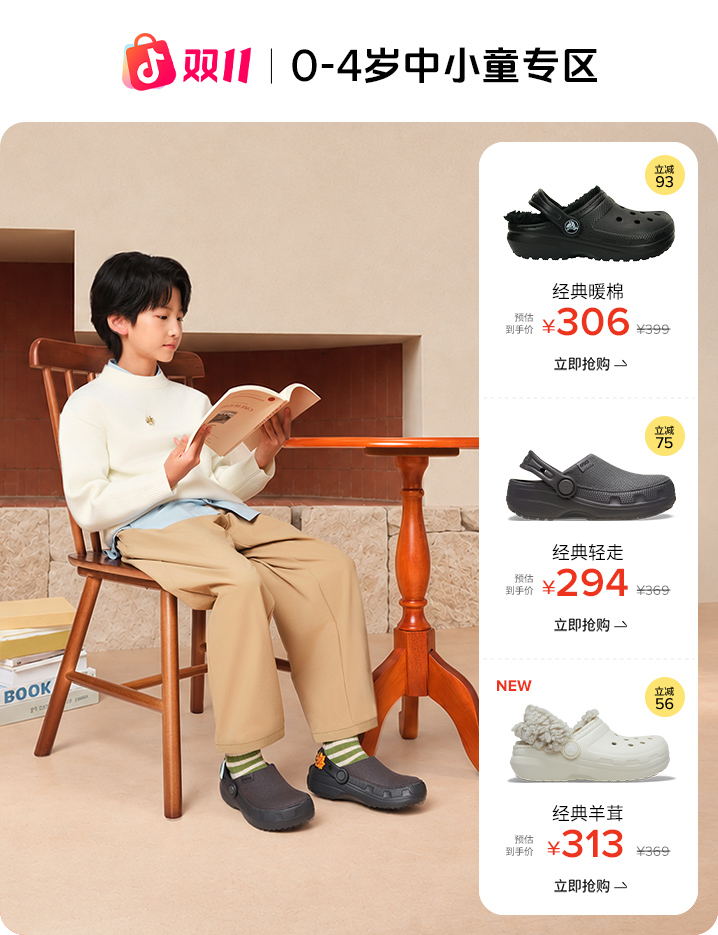 双11 | 0-4岁中小童专区
立减
93
经典暖棉
预估
到手价 ¥306 ¥399
立即抢购
立减
75
经典轻走
预估
到手价 ¥294 ¥369
立即抢购
NEW
立减
56
经典羊茸
预估
到手价 ¥313 ¥369
立即抢购
BOOK